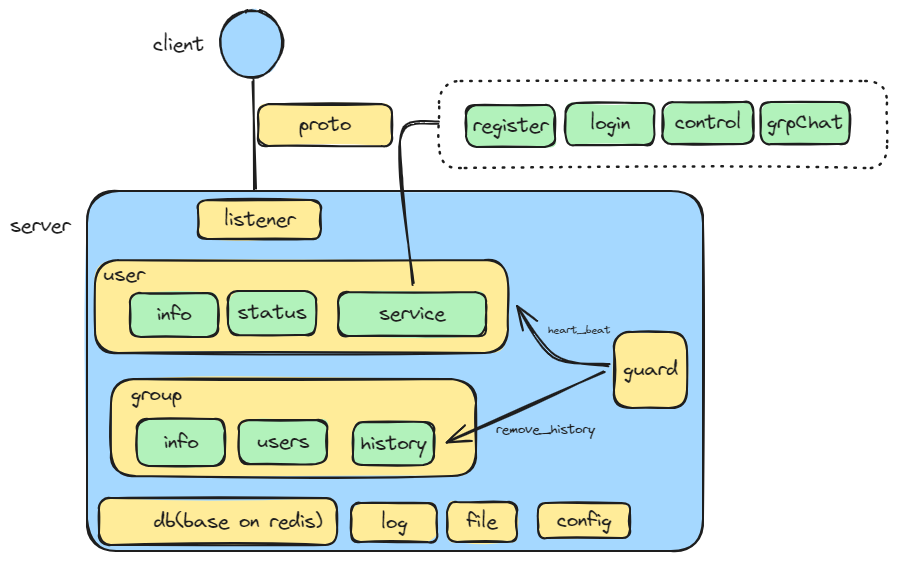 client
proto
register
login
control
grpChat
server
listener
user
info
status
service
heart_beat
guard
group
info
users
history
remove_history
db(base on redis)
log
file
config